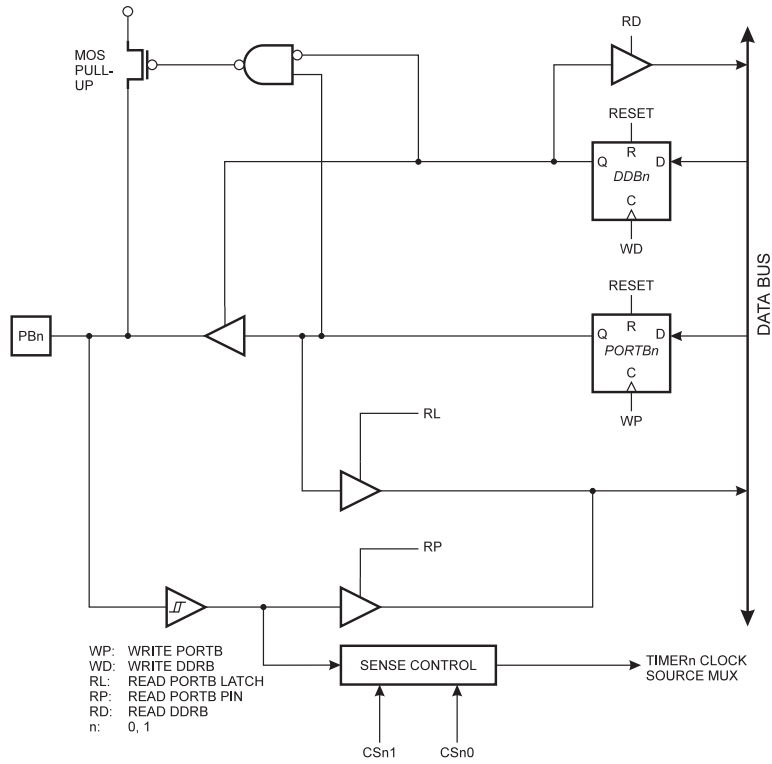 RD
MOS
PULL-
UP
RESET
R
Q
D
DDBn
C
WD
DATA BUS
RESET
R
Q
D
PBn
PORTBn
C
WP
RL
RP
WP: WRITE PORTB
WD: WRITE DDRB
RL: READ PORTB LATCH
RP: READ PORTB PIN
RD: READ DDRB
n: 0, 1
SENSE CONTROL
TIMERn CLOCK
SOURCE MUX
CSn1
CSn0